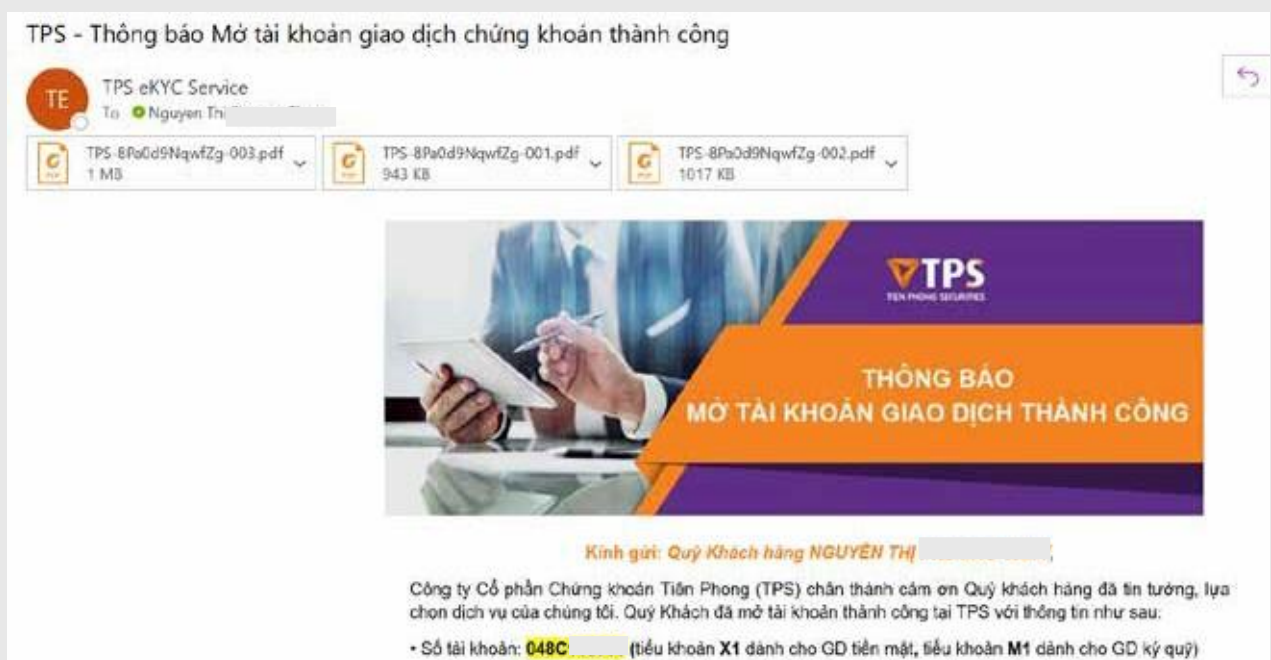 TPS - Thông báo Mở tài khoản giao dịch chứng khoán thành công
TE
TPS eKYC Service
To Nguyen Thi
TPS-8Pa0d9NqwfZg-003.pdf
1 MB
TPS-8Pa0d9NqwfZg-001.pdf
943 KB
TPS-8Pa0d9NqwfZg-002.pdf
1017 KB
TPS
TIEN PHONG SECURITIES
THÔNG BÁO
MỞ TÀI KHOẢN GIAO DỊCH THÀNH CÔNG
Kính gửi: Quý Khách hàng NGUYỄN THỊ
Công ty Cổ phần Chứng khoán Tiên Phong (TPS) chân thành cảm ơn Quý khách hàng đã tin tưởng, lựa
chọn dịch vụ của chúng tôi. Quý Khách đã mở tài khoản thành công tại TPS với thông tin như sau:
• Số tài khoản: 048C (tiểu khoản X1 dành cho GD tiền mặt, tiểu khoản M1 dành cho GD ký quỹ)